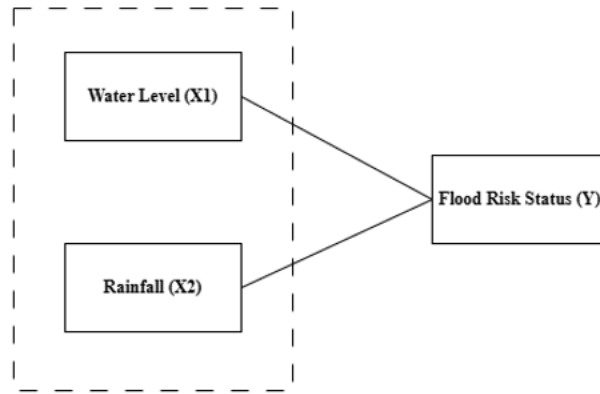 Water Level (X1)
Flood Risk Status (Y)
Rainfall (X2)